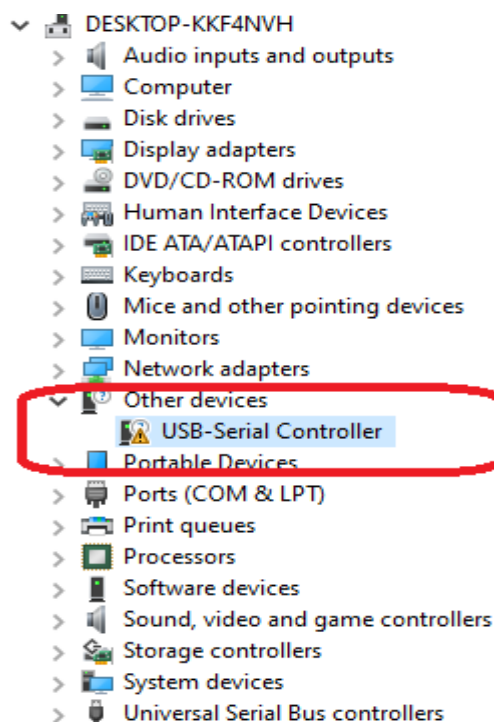 DESKTOP-KKF4NVH
Audio inputs and outputs
Computer
Disk drives
Display adapters
DVD/CD-ROM drives
Human Interface Devices
IDE ATA/ATAPI controllers
Keyboards
Mice and other pointing devices
Monitors
Network adapters
Other devices
USB-Serial Controller
Portable Devices
Ports (COM & LPT)
Print queues
Processors
Software devices
Sound, video and game controllers
Storage controllers
System devices
Universal Serial Bus controllers